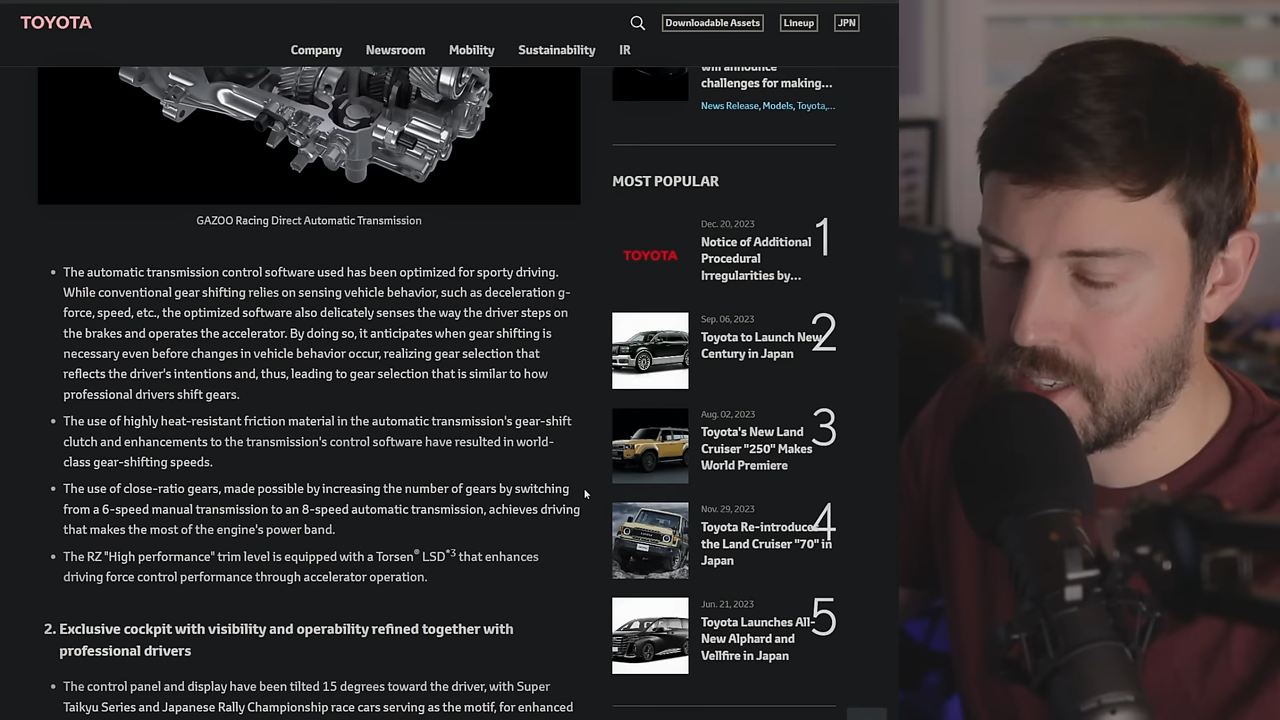 TOYOTA
Downloadable Assets
Lineup
JPN
Company
Newsroom
Mobility
Sustainability
IR
GAZOO Racing Direct Automatic Transmission
• The automatic transmission control software used has been optimized for sporty driving.
While conventional gear shifting relies on sensing vehicle behavior, such as deceleration g-
force, speed, etc., the optimized software also delicately senses the way the driver steps on
the brakes and operates the accelerator. By doing so, it anticipates when gear shifting is
necessary even before changes in vehicle behavior occur, realizing gear selection that
reflects the driver's intentions and, thus, leading to gear selection that is similar to how
professional drivers shift gears.
• The use of highly heat-resistant friction material in the automatic transmission's gear-shift
clutch and enhancements to the transmission's control software have resulted in world-
class gear-shifting speeds.
• The use of close-ratio gears, made possible by increasing the number of gears by switching
from a 6-speed manual transmission to an 8-speed automatic transmission, achieves driving
that makes the most of the engine's power band.
• The RZ "High performance" trim level is equipped with a Torsen® LSD*3 that enhances
driving force control performance through accelerator operation.
2. Exclusive cockpit with visibility and operability refined together with
professional drivers
• The control panel and display have been tilted 15 degrees toward the driver, with Super
Taikyu Series and Japanese Rally Championship race cars serving as the motif, for enhanced
will announce
challenges for making...
News Release, Models, Toyota,...
MOST POPULAR
TOYOTA
Dec. 20, 2023
1
Notice of Additional
Procedural
Irregularities by...
Sep. 06, 2023
2
Toyota to Launch New
Century in Japan
Aug. 02, 2023
3
Toyota's New Land
Cruiser "250" Makes
World Premiere
Nov. 29, 2023
4
Toyota Re-introduce
the Land Cruiser "70" in
Japan
Jun. 21, 2023
5
Toyota Launches All-
New Alphard and
Vellfire in Japan